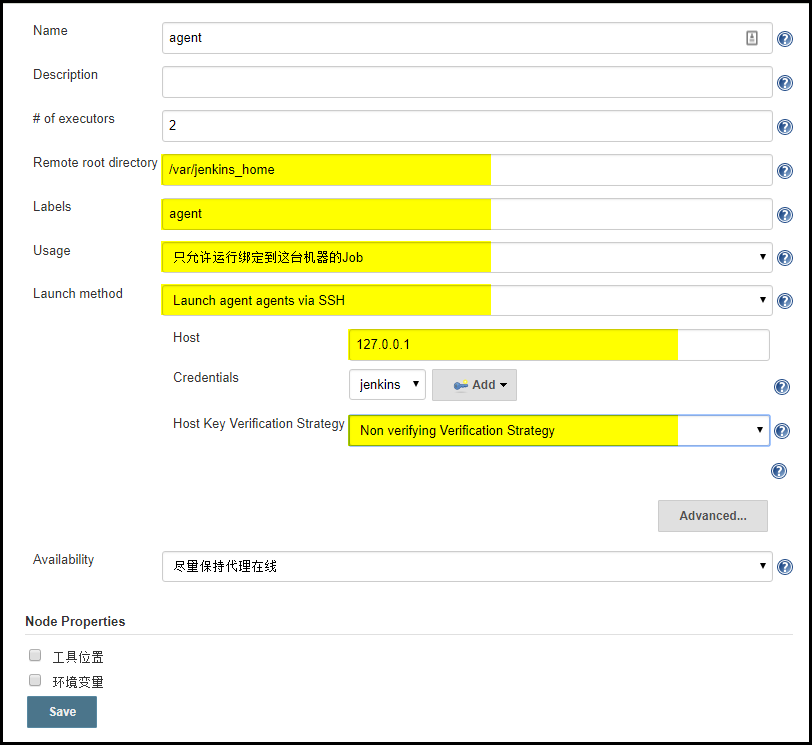 Name agent
Description
# of executors 2
Remote root directory /var/jenkins_home
Labels agent
Usage 只允许运行绑定到这台机器的Job
Launch method Launch agent agents via SSH
Host 127.0.0.1
Credentials jenkins Add
Host Key Verification Strategy Non verifying Verification Strategy
Advanced...
Availability 尽量保持代理在线
Node Properties
工具位置
环境变量
Save